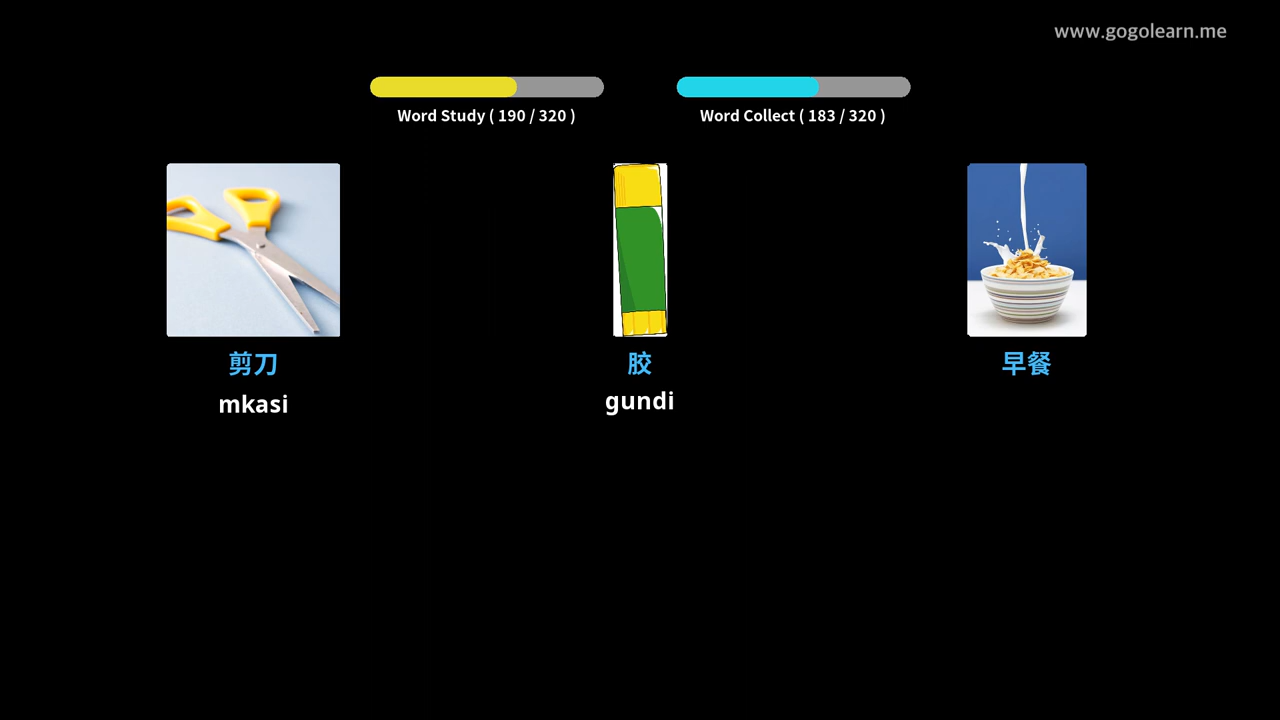 www.gogolearn.me
Word Study ( 190 / 320 )
Word Collect ( 183 / 320 )
剪刀
胶
早餐
mkasi
gundi